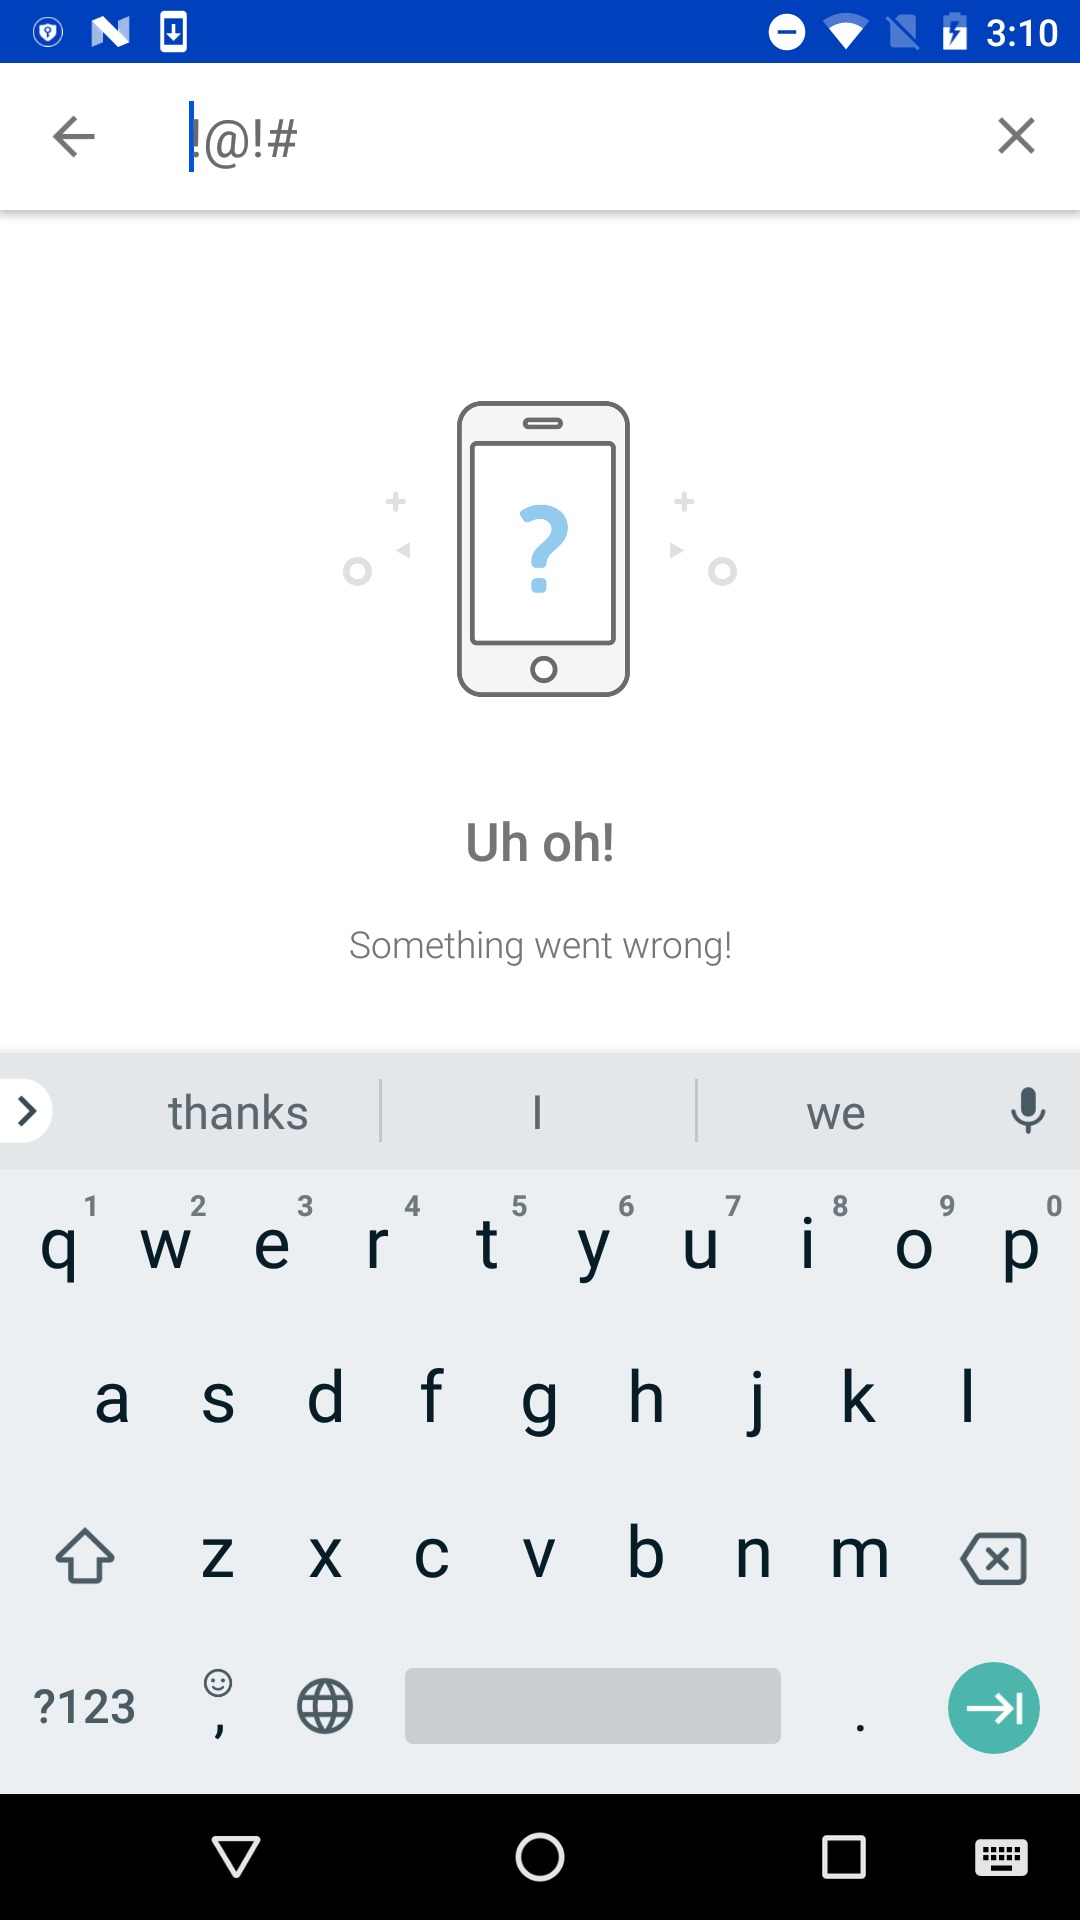 3:10
!@!#
?
Uh oh!
Something went wrong!
thanks I we
1 2 3 4 5 6 7 8 9 0
q w e r t y u i o p
a s d f g h j k l
z x c v b n m
?123 , .